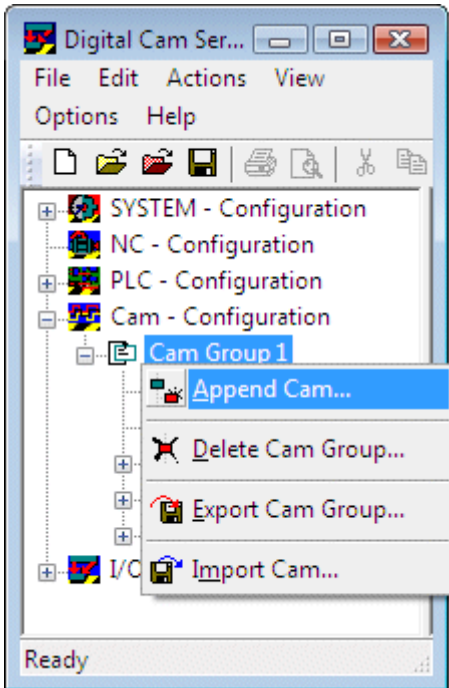 Digital Cam Ser...
File Edit Actions View
Options Help
SYSTEM - Configuration
NC - Configuration
PLC - Configuration
Cam - Configuration
Cam Group 1
Append Cam...
Delete Cam Group...
Export Cam Group...
I/O
Import Cam...
Ready